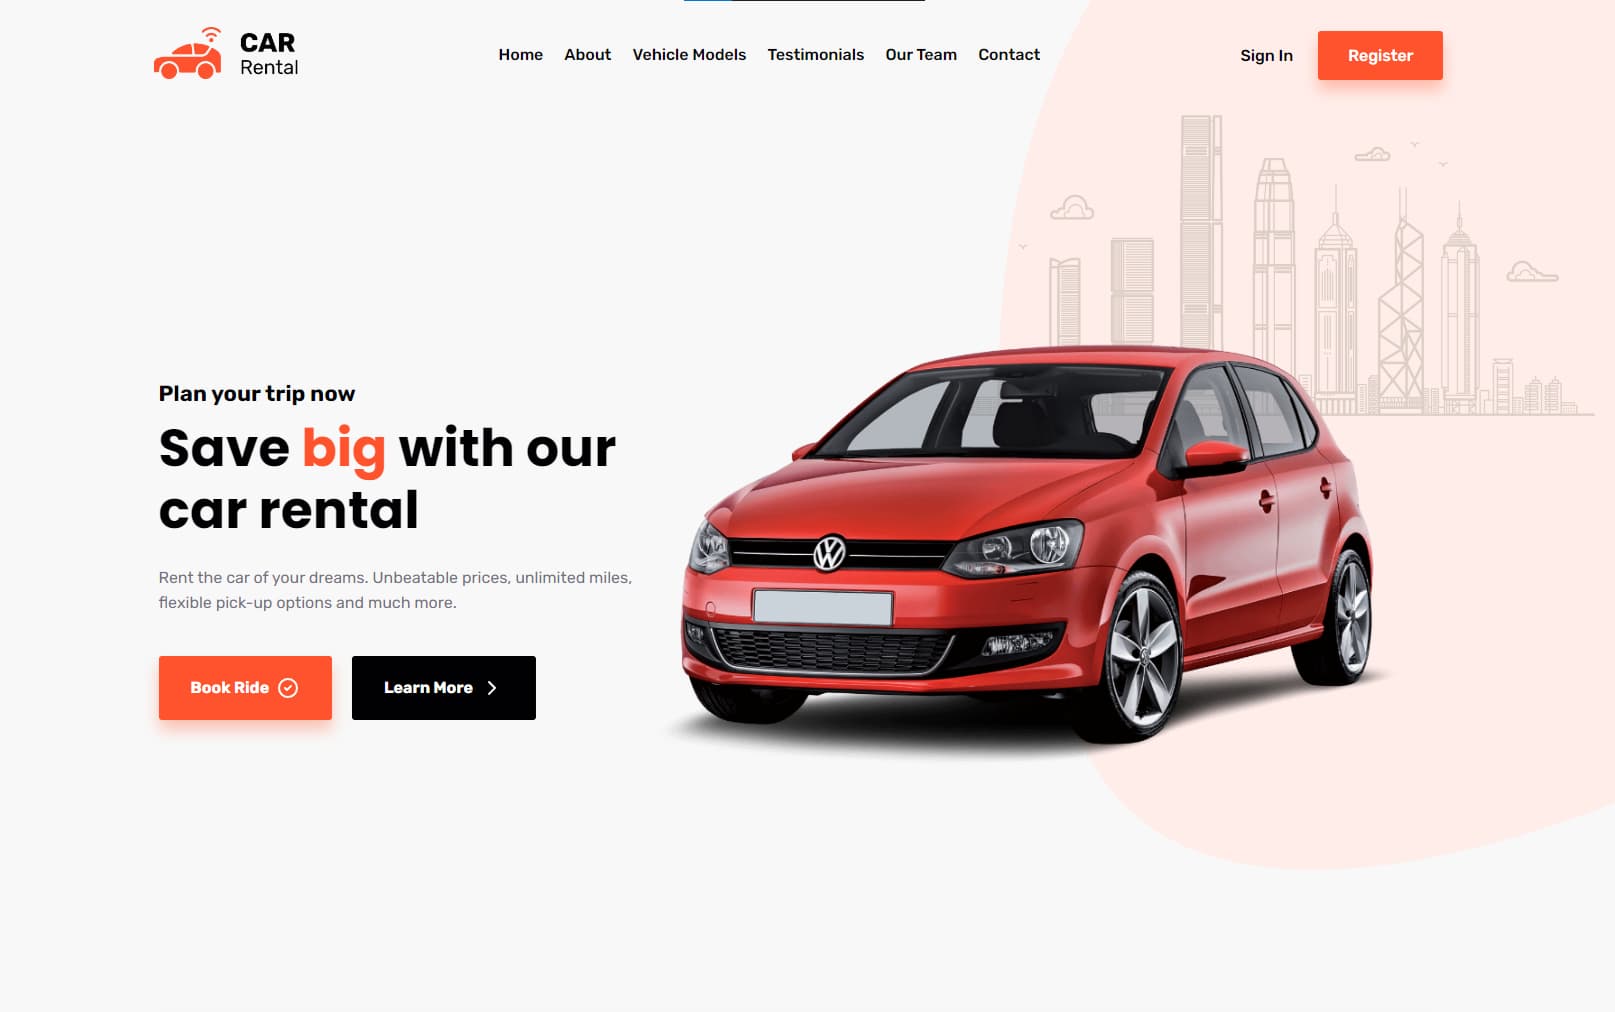 CAR
Rental
Home About Vehicle Models Testimonials Our Team Contact
Sign In Register
Plan your trip now
Save big with our
car rental
Rent the car of your dreams. Unbeatable prices, unlimited miles,
flexible pick-up options and much more.
Book Ride Learn More